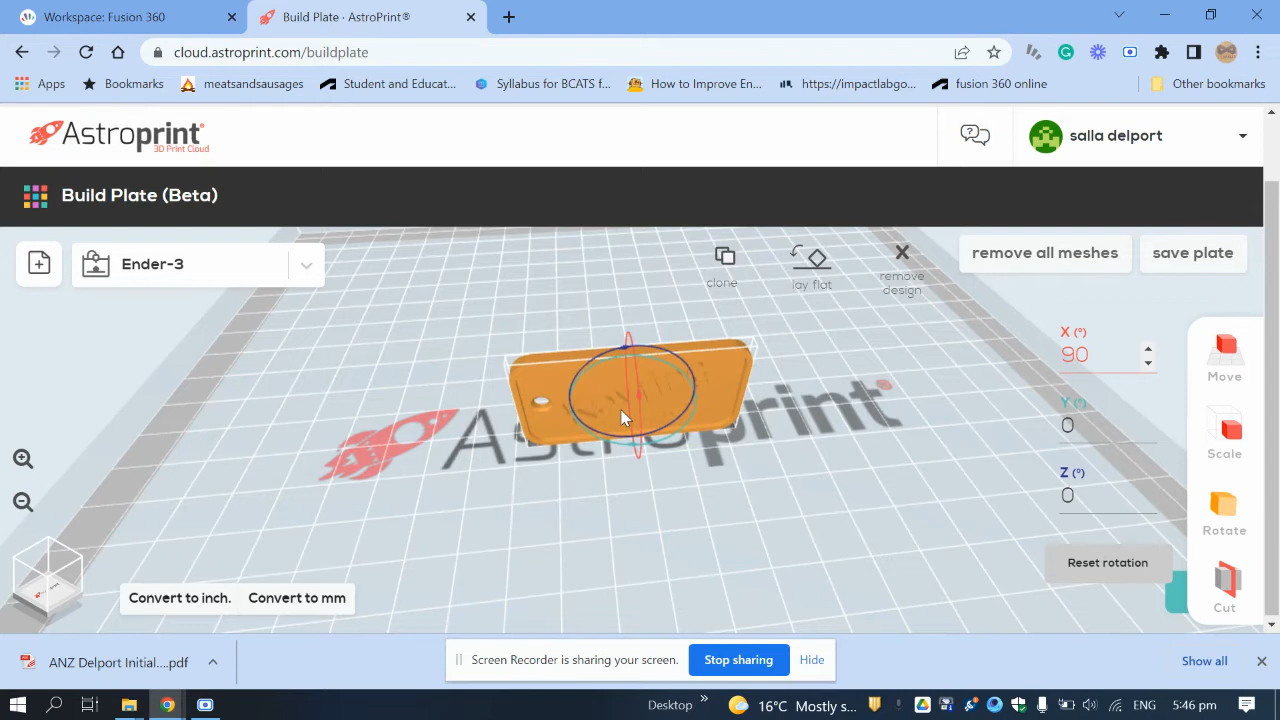 Workspace: Fusion 360
Build Plate · AstroPrint®
cloud.astroprint.com/buildplate
Apps
Bookmarks
meatsandsausages
Student and Educat...
Syllabus for BCATS f...
How to Improve En...
https://impactlabgo...
fusion 360 online
Other bookmarks
Astroprint®
3D Print Cloud
salla delport
Build Plate (Beta)
Ender-3
clone
lay flat
remove design
remove all meshes
save plate
X (°)
90
Y (°)
0
Z (°)
0
Reset rotation
Move
Scale
Rotate
Cut
Astroprint®
Convert to inch.
Convert to mm
ANZ Delport Initial....pdf
Screen Recorder is sharing your screen.
Stop sharing
Hide
Show all
Desktop
16°C Mostly s...
ENG
5:46 pm